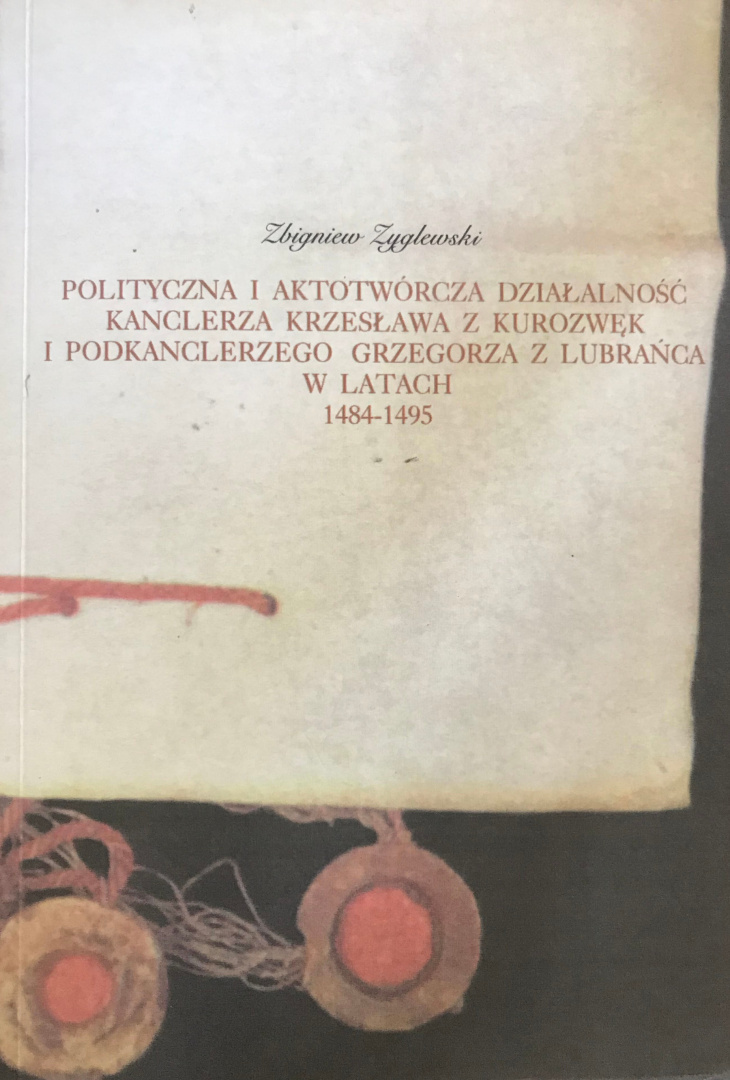 Zbigniew Zyglewski
POLITYCZNA I AKTOTWÓRCZA DZIAŁALNOŚĆ
KANCLERZA KRZESŁAWA Z KUROZWĘK
I PODKANCLERZEGO GRZEGORZA Z LUBRAŃCA
W LATACH
1484-1495